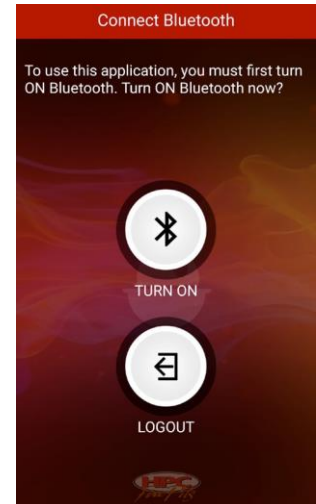 Connect Bluetooth
To use this application, you must first turn
ON Bluetooth. Turn ON Bluetooth now?
TURN ON
LOGOUT
HPC